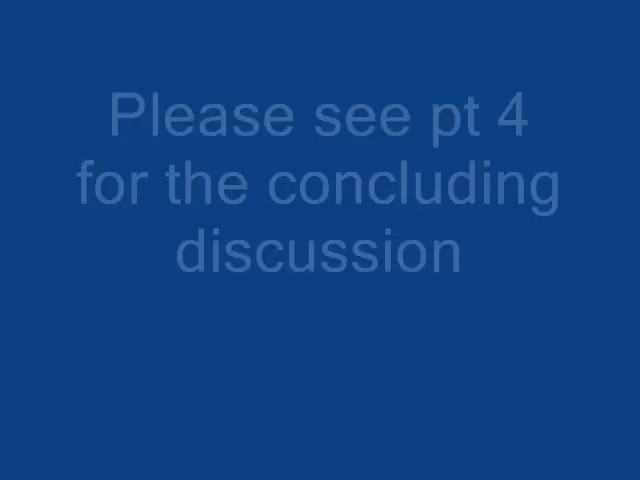 Please see pt 4
for the concluding
discussion